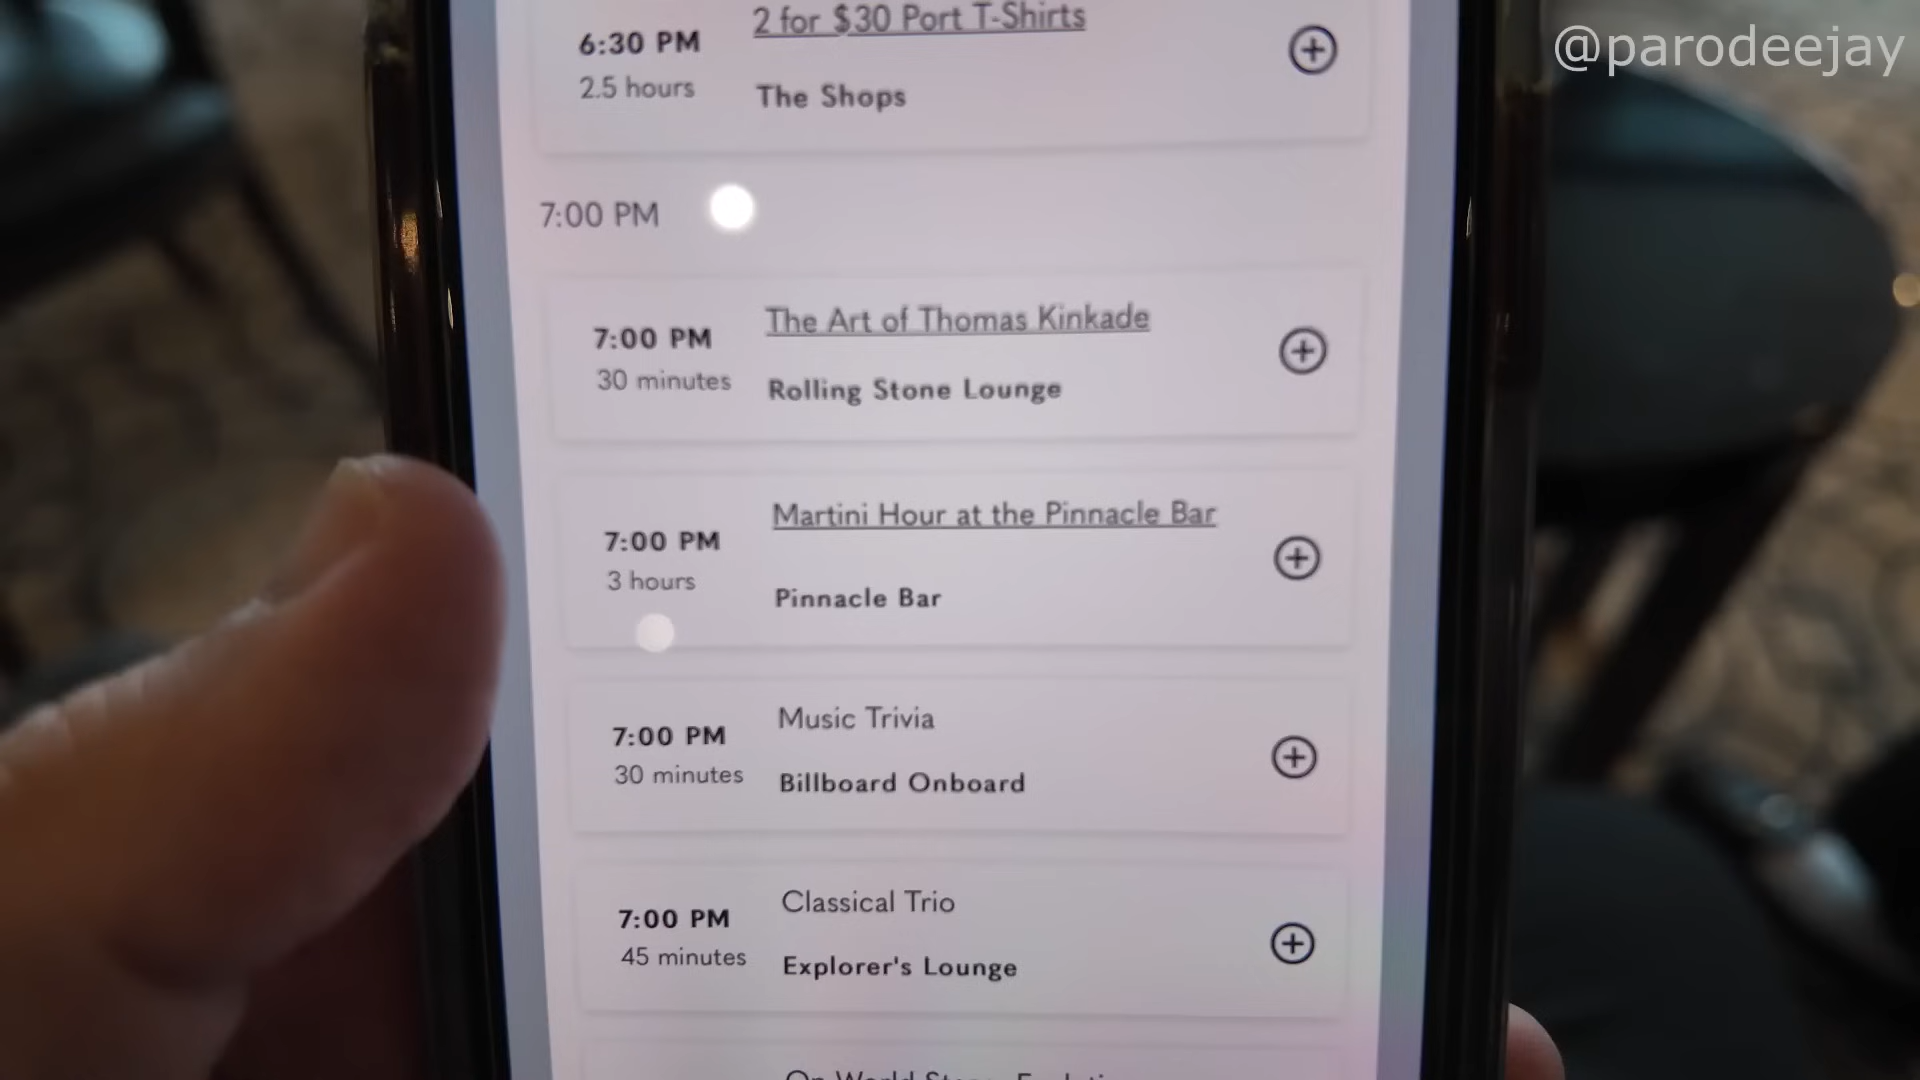 @parodeejay
2 for $30 Port T-Shirts
6:30 PM
2.5 hours
The Shops
7:00 PM
The Art of Thomas Kinkade
7:00 PM
30 minutes
Rolling Stone Lounge
Martini Hour at the Pinnacle Bar
7:00 PM
3 hours
Pinnacle Bar
Music Trivia
7:00 PM
30 minutes
Billboard Onboard
Classical Trio
7:00 PM
45 minutes
Explorer's Lounge